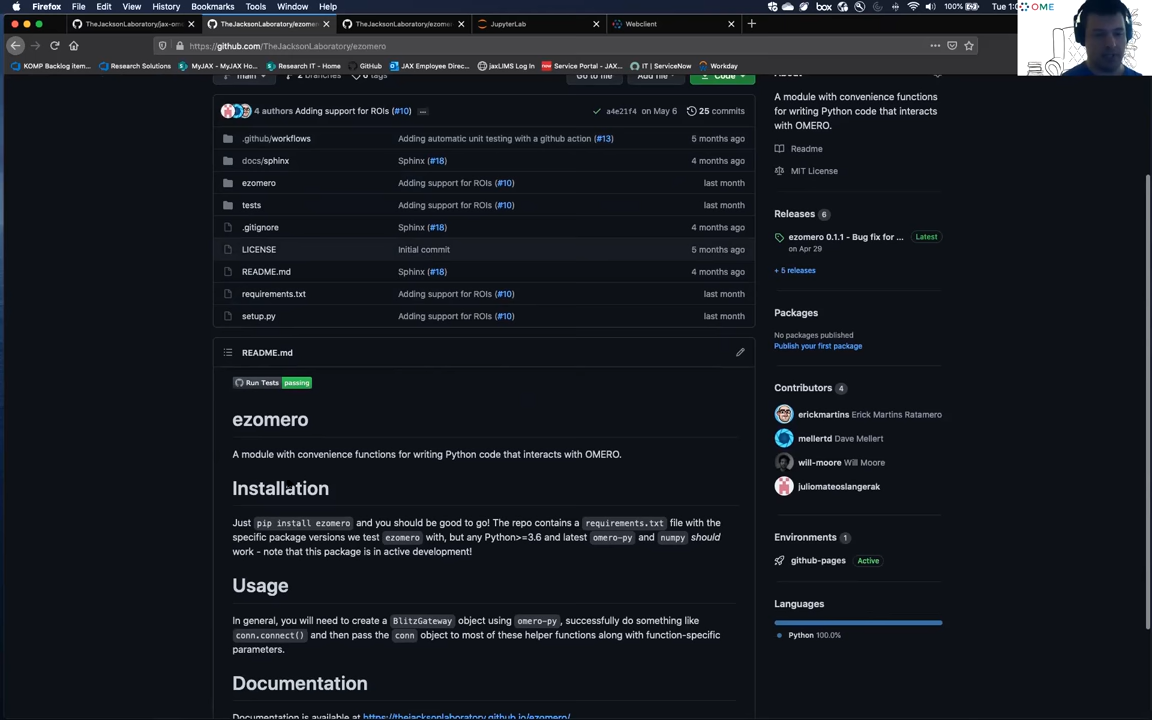 Firefox File Edit View History Bookmarks Tools Window Help
box 100% Tue 1:
OME
TheJacksonLaboratory/jax-om
TheJacksonLaboratory/ezomero
TheJacksonLaboratory/ezomero
JupyterLab
Webclient
https://github.com/TheJacksonLaboratory/ezomero
KOMP Backlog item... Research Solutions MyJAX - MyJAX Ho... Research IT - Home GitHub JAX Employee Direc... jaxLIMS Log In Service Portal - JAX... IT | ServiceNow Workday
main 2 branches 6 tags Go to file Add file Code
4 authors Adding support for ROIs (#10) ... a4e21f4 on May 6 25 commits
.github/workflows Adding automatic unit testing with a github action (#13) 5 months ago
docs/sphinx Sphinx (#18) 4 months ago
ezomero Adding support for ROIs (#10) last month
tests Adding support for ROIs (#10) last month
.gitignore Sphinx (#18) 4 months ago
LICENSE Initial commit 5 months ago
README.md Sphinx (#18) 4 months ago
requirements.txt Adding support for ROIs (#10) last month
setup.py Adding support for ROIs (#10) last month
README.md
Run Tests passing
ezomero
A module with convenience functions for writing Python code that interacts with OMERO.
Installation
Just pip install ezomero and you should be good to go! The repo contains a requirements.txt file with the
specific package versions we test ezomero with, but any Python>=3.6 and latest omero-py and numpy should
work - note that this package is in active development!
Usage
In general, you will need to create a BlitzGateway object using omero-py, successfully do something like
conn.connect() and then pass the conn object to most of these helper functions along with function-specific
parameters.
Documentation
Documentation is available at https://thejacksonlaboratory.github.io/ezomero/
About
A module with convenience functions
for writing Python code that interacts
with OMERO.
Readme
MIT License
Releases 6
ezomero 0.1.1 - Bug fix for ... Latest
on Apr 29
+ 5 releases
Packages
No packages published
Publish your first package
Contributors 4
erickmartins Erick Martins Ratamero
mellertd Dave Mellert
will-moore Will Moore
juliomateoslangerak
Environments 1
github-pages Active
Languages
Python 100.0%